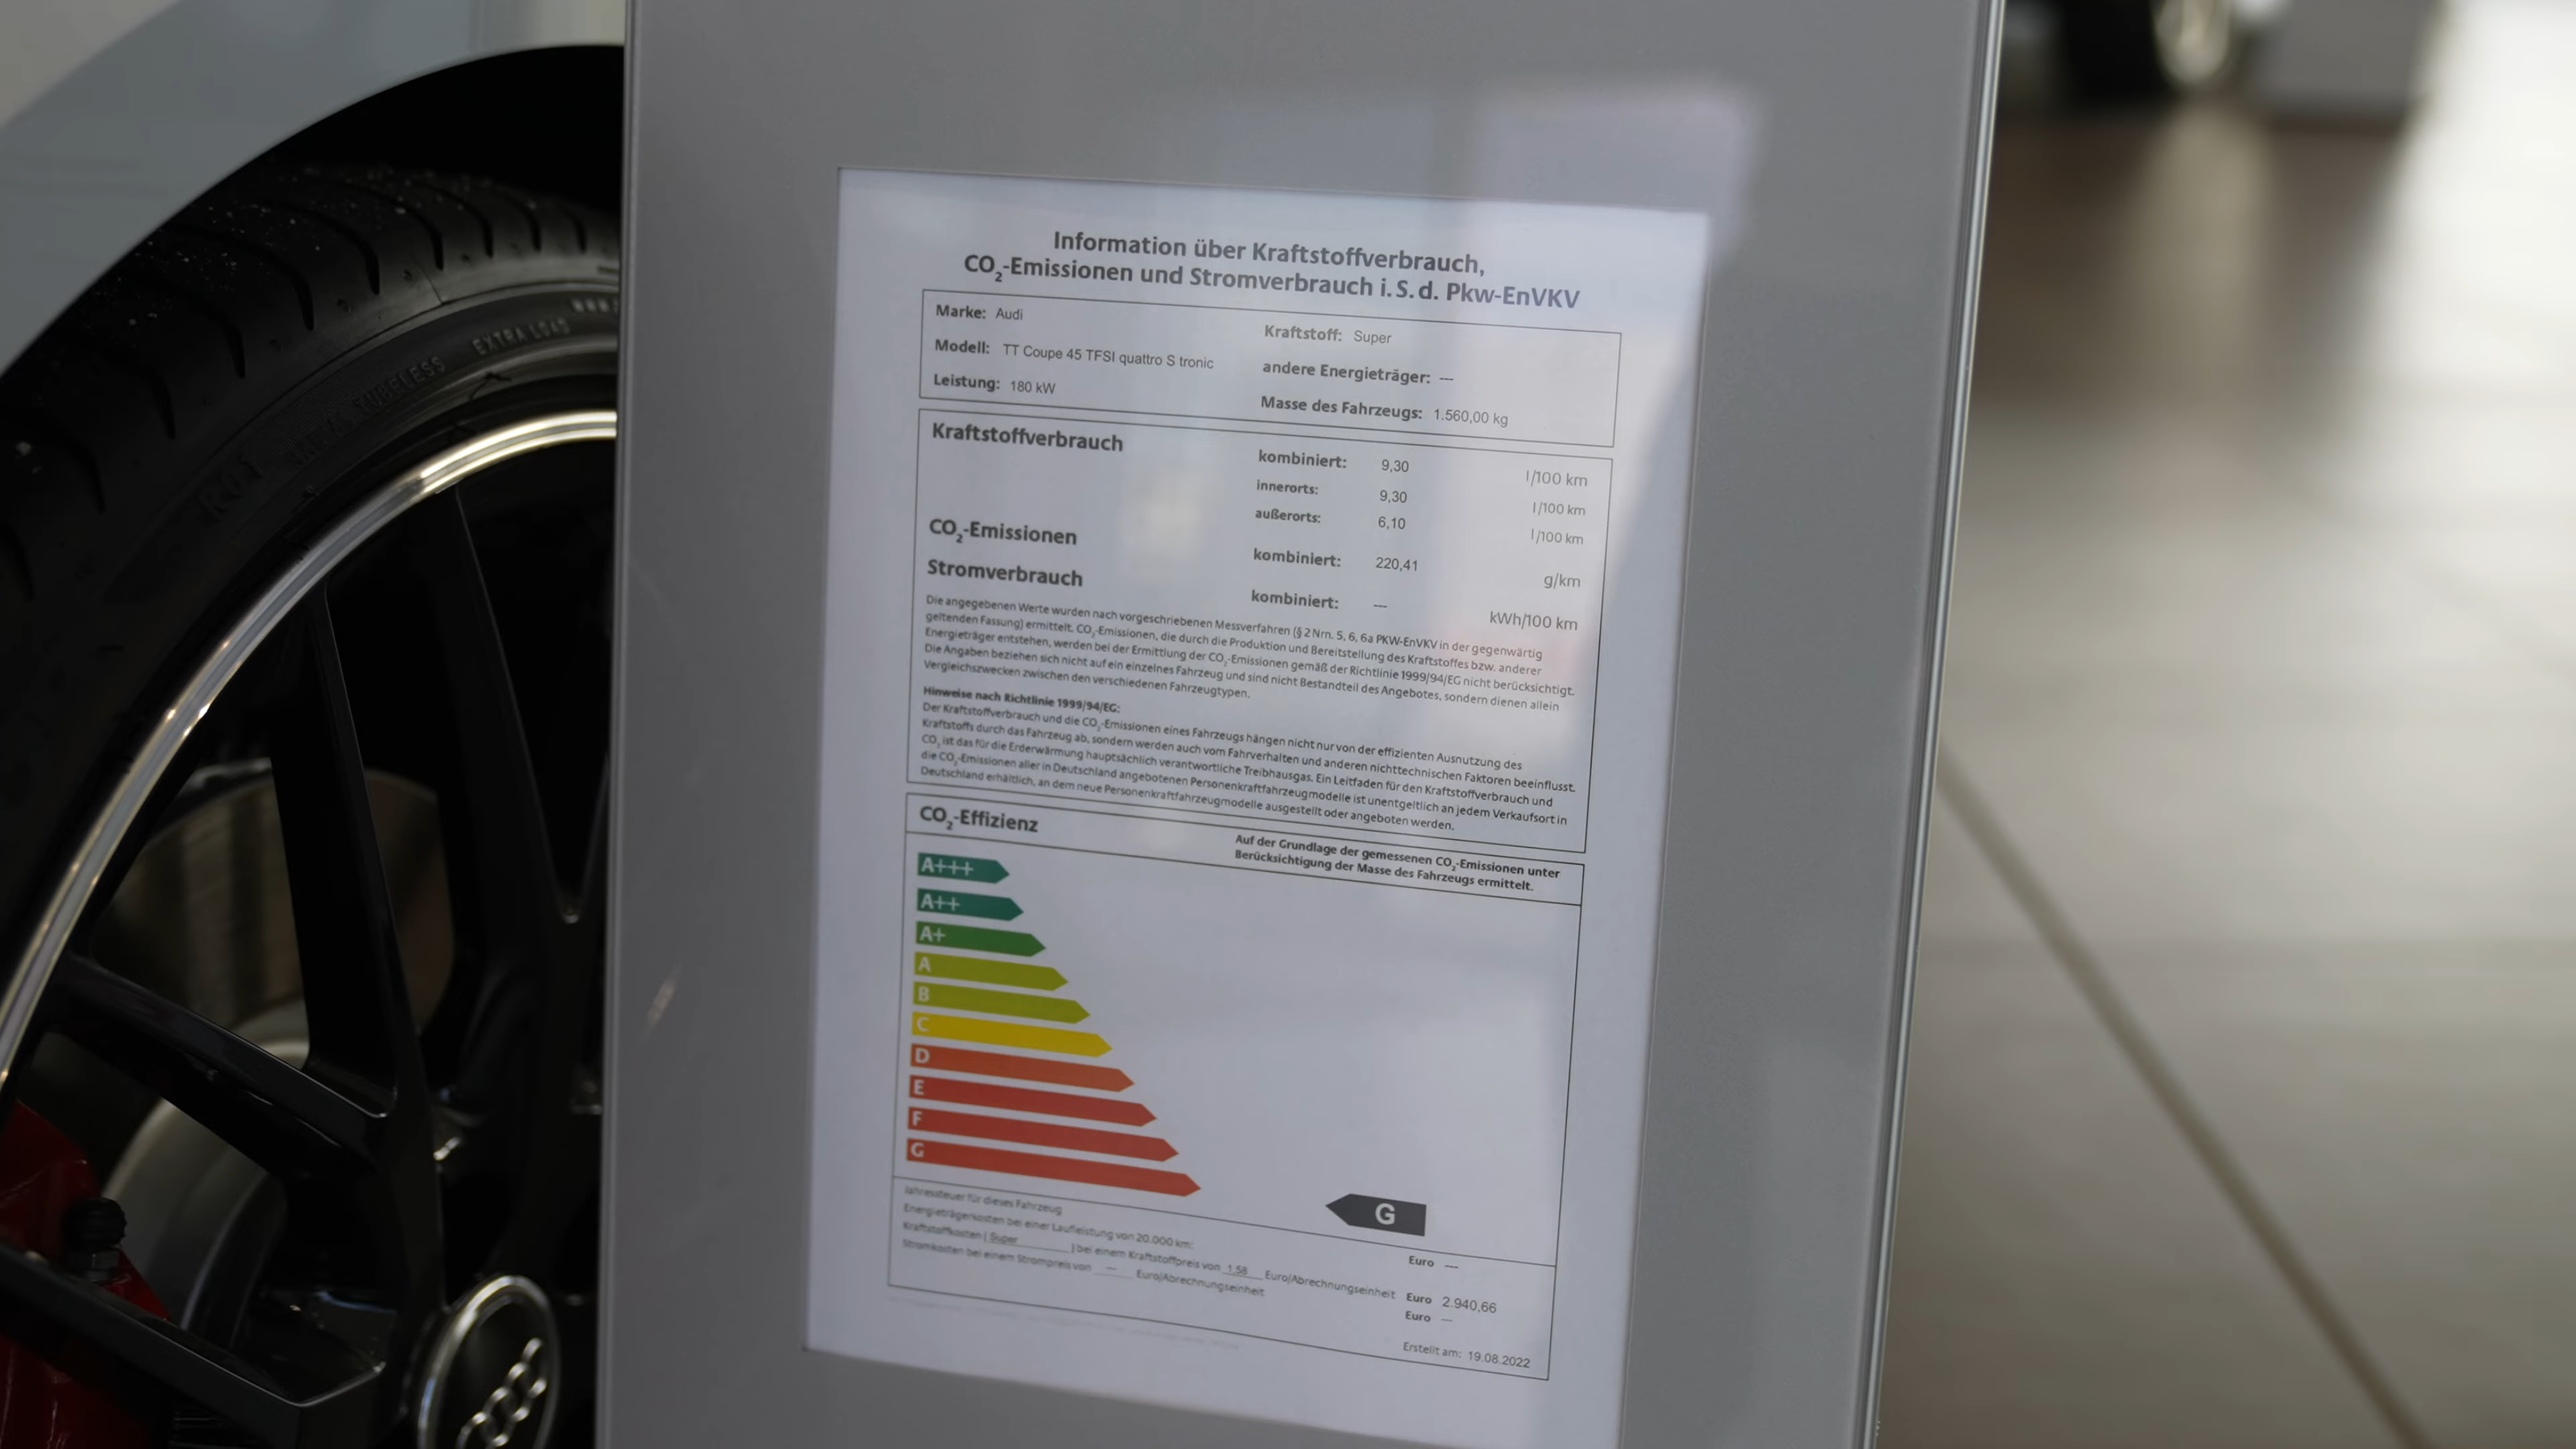 EXTRA LOAD
TUBELESS
R01
Information über Kraftstoffverbrauch,
CO₂-Emissionen und Stromverbrauch i. S. d. Pkw-EnVKV
Marke: Audi
Kraftstoff: Super
Modell: TT Coupe 45 TFSI quattro S tronic
andere Energieträger: ---
Leistung: 180 kW
Masse des Fahrzeugs: 1.560,00 kg
Kraftstoffverbrauch
kombiniert: 9,30 l/100 km
innerorts: 9,30 l/100 km
außerorts: 6,10 l/100 km
CO₂-Emissionen
kombiniert: 220,41 g/km
Stromverbrauch
kombiniert: --- kWh/100 km
Die angegebenen Werte wurden nach vorgeschriebenen Messverfahren (§ 2 Nrn. 5, 6, 6a PKW-EnVKV in der gegenwärtig
geltenden Fassung) ermittelt. CO₂-Emissionen, die durch die Produktion und Bereitstellung des Kraftstoffes bzw. anderer
Energieträger entstehen, werden bei der Ermittlung der CO₂-Emissionen gemäß der Richtlinie 1999/94/EG nicht berücksichtigt.
Die Angaben beziehen sich nicht auf ein einzelnes Fahrzeug und sind nicht Bestandteil des Angebotes, sondern dienen allein
Vergleichszwecken zwischen den verschiedenen Fahrzeugtypen.
Hinweise nach Richtlinie 1999/94/EG:
Der Kraftstoffverbrauch und die CO₂-Emissionen eines Fahrzeugs hängen nicht nur von der effizienten Ausnutzung des
Kraftstoffs durch das Fahrzeug ab, sondern werden auch vom Fahrverhalten und anderen nichttechnischen Faktoren beeinflusst.
CO₂ ist das für die Erderwärmung hauptsächlich verantwortliche Treibhausgas. Ein Leitfaden für den Kraftstoffverbrauch und
die CO₂-Emissionen aller in Deutschland angebotenen Personenkraftfahrzeugmodelle ist unentgeltlich an jedem Verkaufsort in
Deutschland erhältlich, an dem neue Personenkraftfahrzeugmodelle ausgestellt oder angeboten werden.
CO₂-Effizienz
Auf der Grundlage der gemessenen CO₂-Emissionen unter
Berücksichtigung der Masse des Fahrzeugs ermittelt.
A+++
A++
A+
A
B
C
D
E
F
G
G
Jahressteuer für dieses Fahrzeug Euro ---
Energieträgerkosten bei einer Laufleistung von 20.000 km:
Kraftstoffkosten ( Super ) bei einem Kraftstoffpreis von 1.58 Euro/Abrechnungseinheit Euro 2.940,66
Stromkosten bei einem Strompreis von --- Euro/Abrechnungseinheit Euro ---
Erstellt am: 19.08.2022